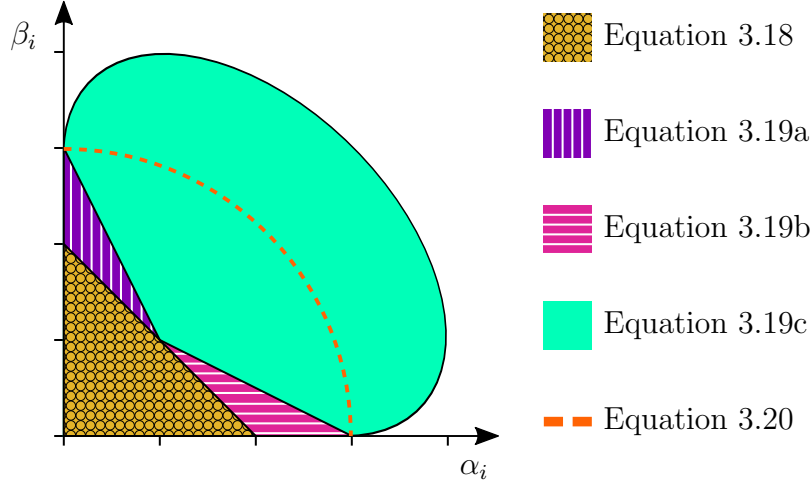 β_i
Equation 3.18
Equation 3.19a
Equation 3.19b
Equation 3.19c
Equation 3.20
α_i